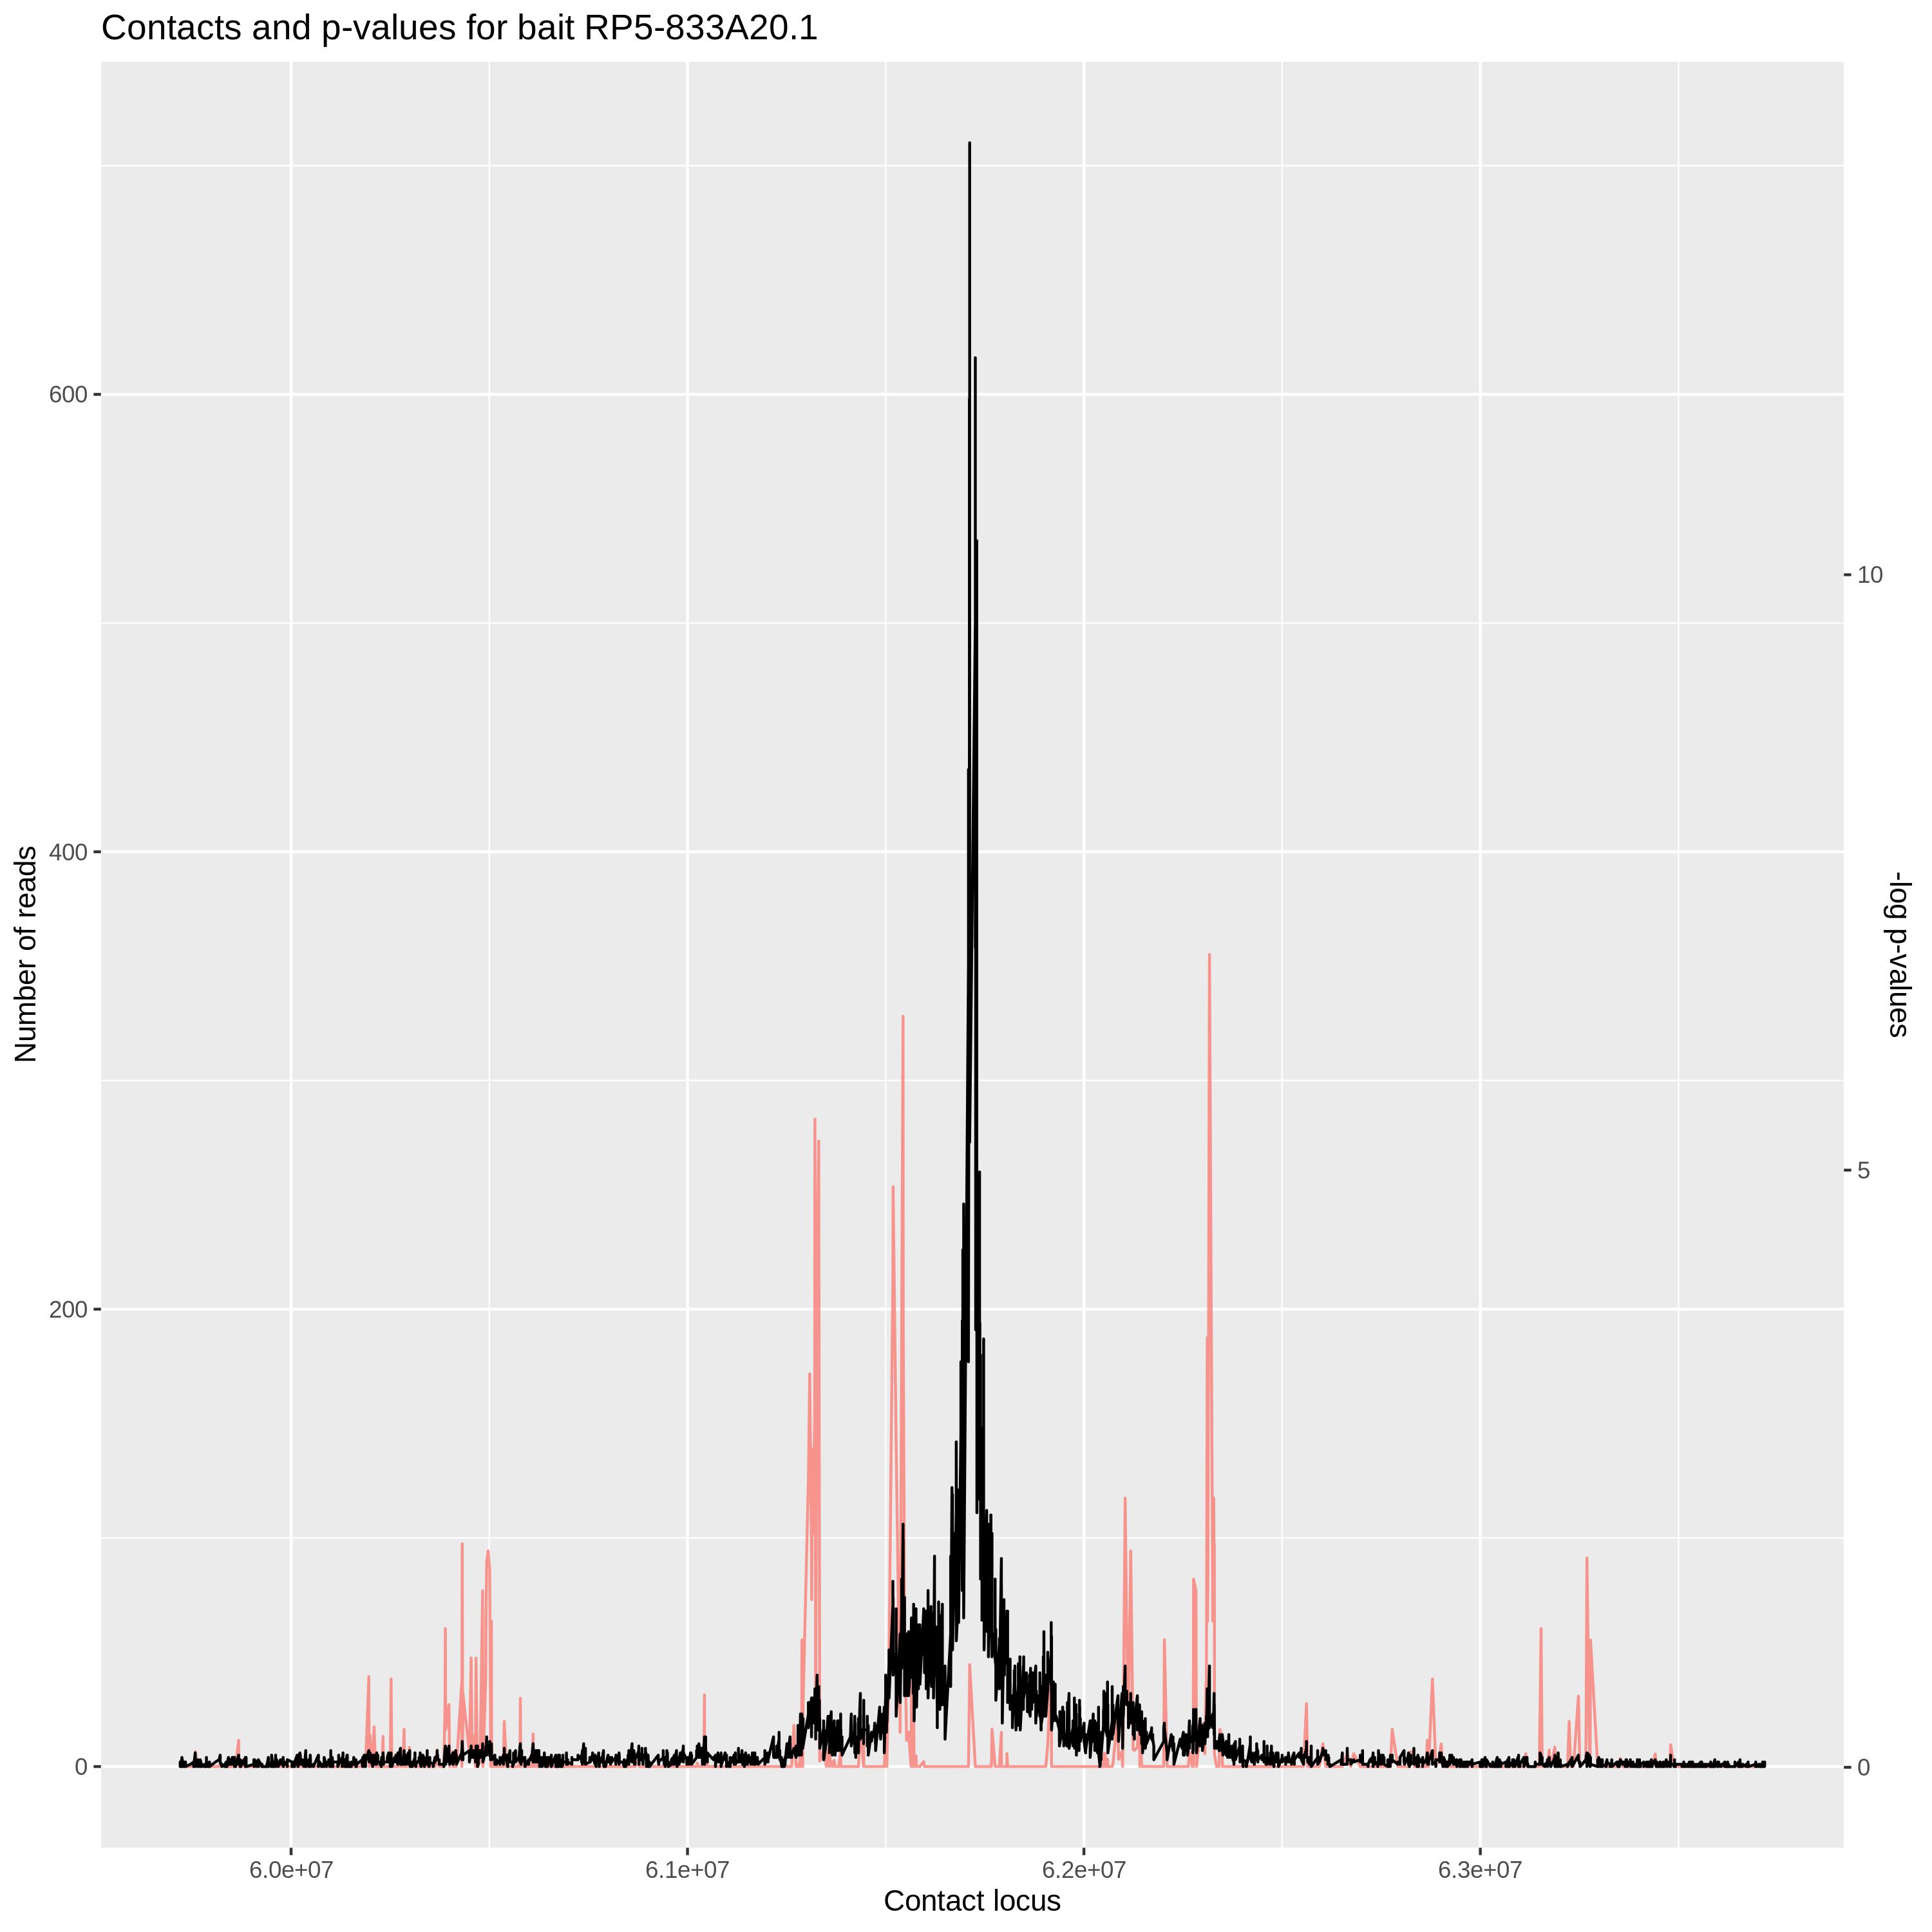 Contacts and p-values for bait RP5-833A20.1
Number of reads
600
400
200
0
10
5
0
-log p-values
6.0e+07
6.1e+07
6.2e+07
6.3e+07
Contact locus